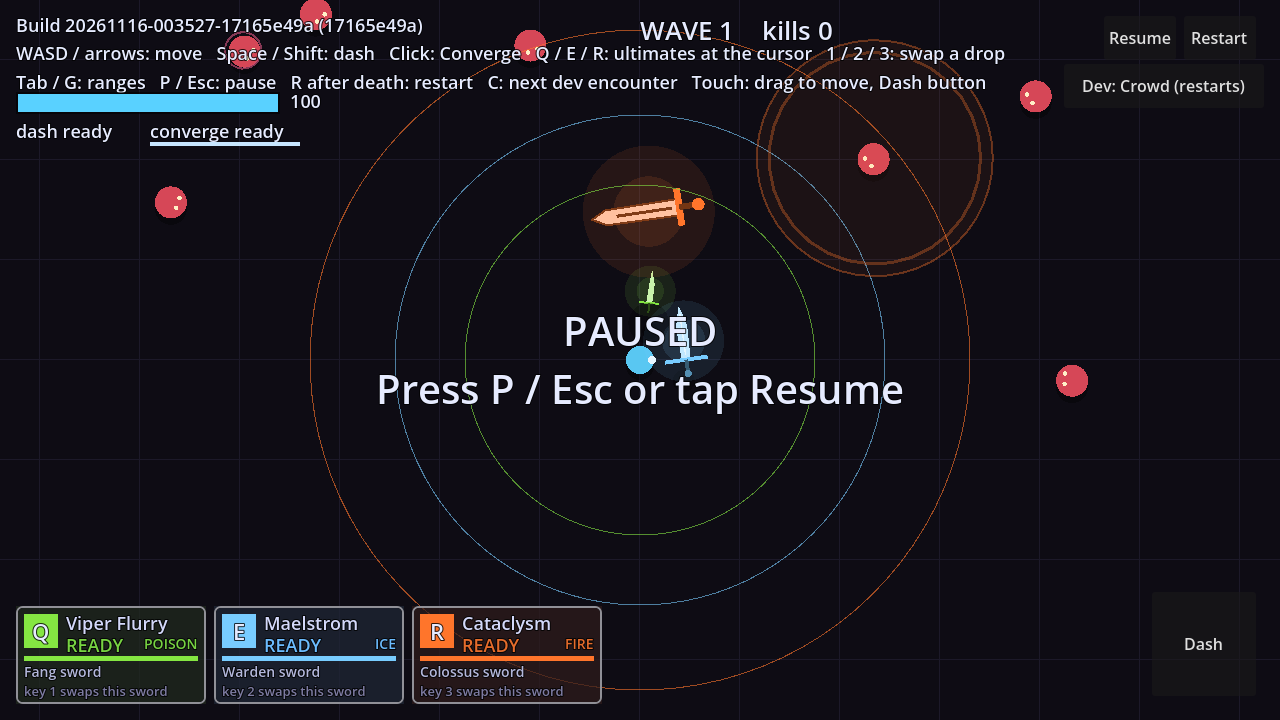 Build 20261116-003527-17165e49a (17165e49a)
WAVE 1 kills 0
Resume
Restart
WASD / arrows: move Space / Shift: dash Click: Converge Q / E / R: ultimates at the cursor 1 / 2 / 3: swap a drop
Tab / G: ranges P / Esc: pause R after death: restart C: next dev encounter Touch: drag to move, Dash button
Dev: Crowd (restarts)
100
dash ready
converge ready
PAUSED
Press P / Esc or tap Resume
Q
Viper Flurry
READY
POISON
Fang sword
key 1 swaps this sword
E
Maelstrom
READY
ICE
Warden sword
key 2 swaps this sword
R
Cataclysm
READY
FIRE
Colossus sword
key 3 swaps this sword
Dash